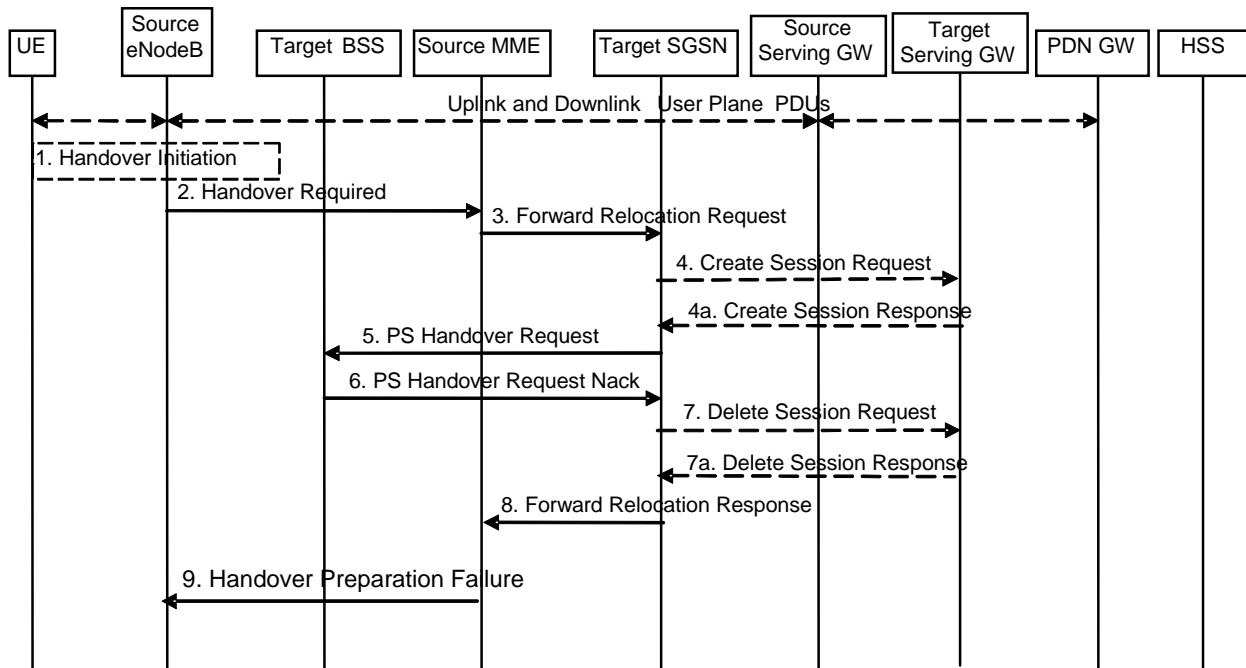 UE
Source
eNodeB
Target BSS
Source MME
Target SGSN
Source
Serving GW
Target
Serving GW
PDN GW
HSS
Uplink and Downlink User Plane PDUs
1. Handover Initiation
2. Handover Required
3. Forward Relocation Request
4. Create Session Request
4a. Create Session Response
5. PS Handover Request
6. PS Handover Request Nack
7. Delete Session Request
7a. Delete Session Response
8. Forward Relocation Response
9. Handover Preparation Failure